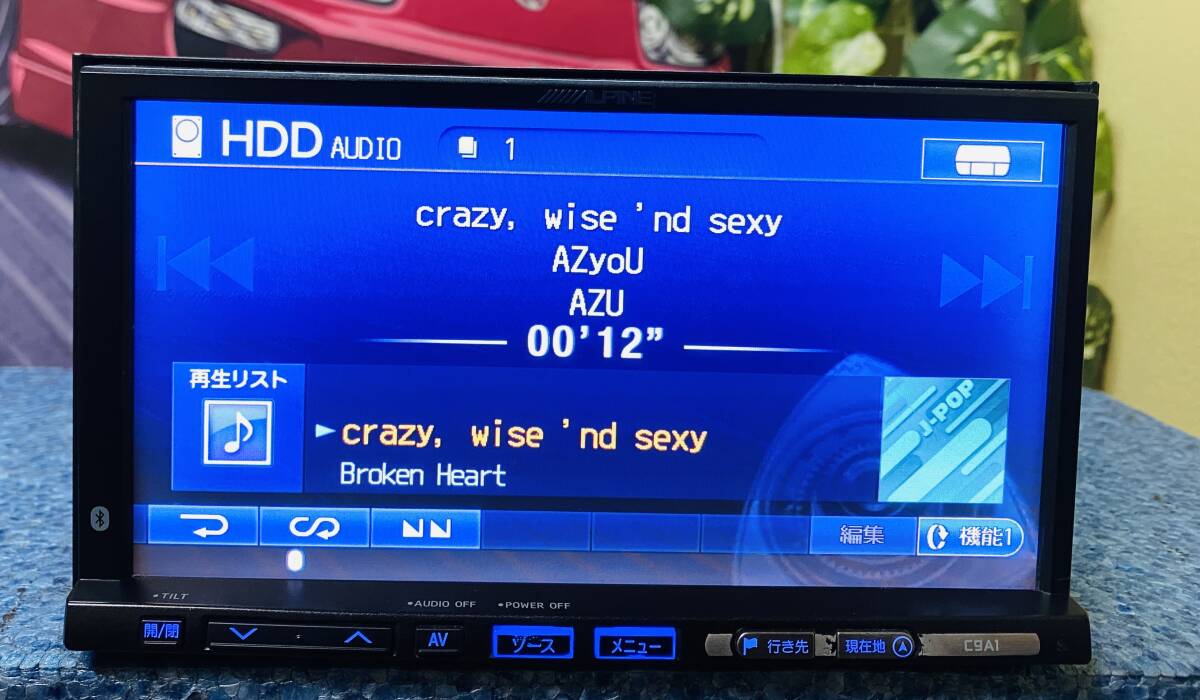 ALPINE
HDD AUDIO 1
crazy, wise 'nd sexy
AZyoU
AZU
00'12”
再生リスト
crazy, wise 'nd sexy
Broken Heart
J-POP
編集 機能1
•TILT •AUDIO OFF •POWER OFF
開/閉 AV ソース メニュー 行き先 現在地 C9A1